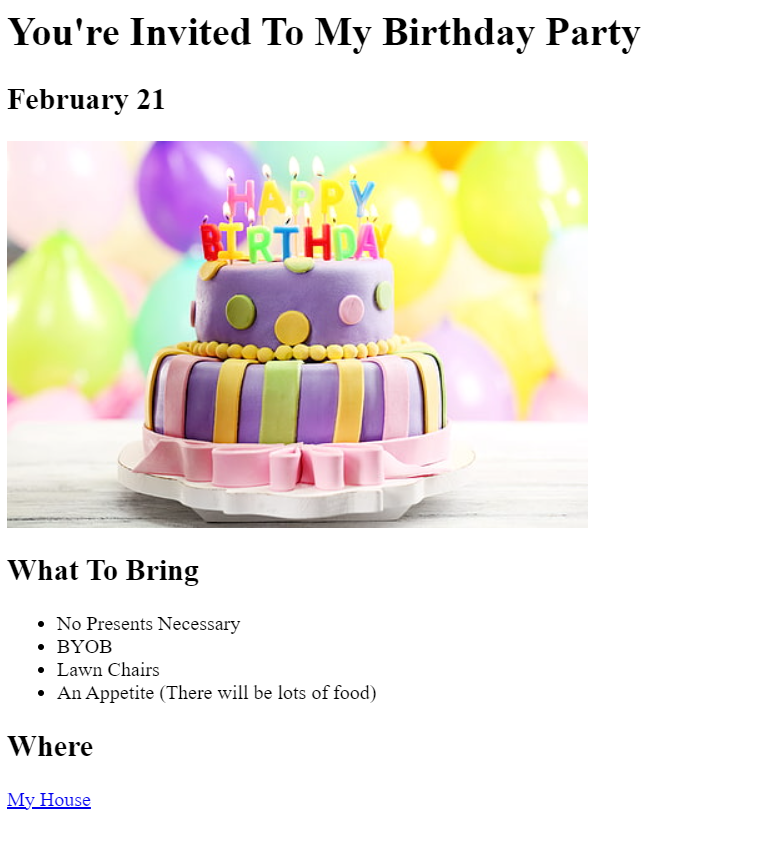 You're Invited To My Birthday Party
February 21
HAPPY
BIRTHDAY
What To Bring
No Presents Necessary
BYOB
Lawn Chairs
An Appetite (There will be lots of food)
Where
My House